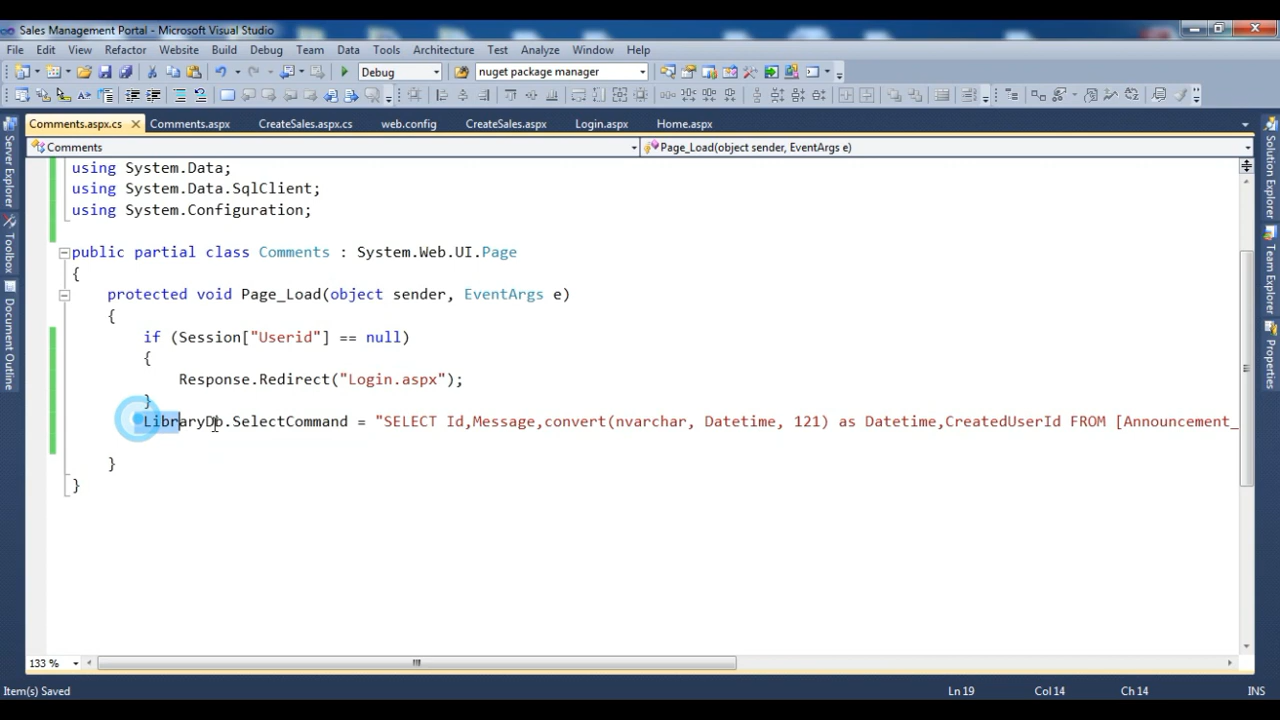 Sales Management Portal - Microsoft Visual Studio
File Edit View Refactor Website Build Debug Team Data Tools Architecture Test Analyze Window Help
Debug nuget package manager
Comments.aspx.cs Comments.aspx CreateSales.aspx.cs web.config CreateSales.aspx Login.aspx Home.aspx
Comments Page_Load(object sender, EventArgs e)
using System.Data;
using System.Data.SqlClient;
using System.Configuration;
public partial class Comments : System.Web.UI.Page
{
protected void Page_Load(object sender, EventArgs e)
{
if (Session["Userid"] == null)
{
Response.Redirect("Login.aspx");
}
LibraryDb.SelectCommand = "SELECT Id,Message,convert(nvarchar, Datetime, 121) as Datetime,CreatedUserId FROM [Announcement_
}
}
133 %
Item(s) Saved Ln 19 Col 14 Ch 14 INS
Server Explorer
Toolbox
Document Outline
Solution Explorer
Team Explorer
Properties